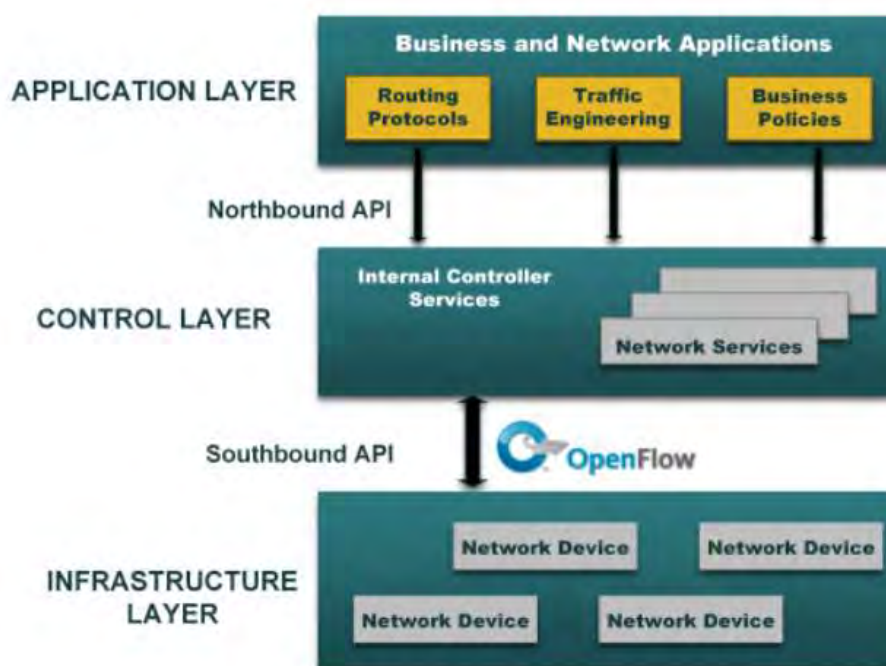 Business and Network Applications
APPLICATION LAYER
Routing
Protocols
Traffic
Engineering
Business
Policies
Northbound API
Internal Controller
Services
CONTROL LAYER
Network Services
Southbound API
OpenFlow
Network Device
Network Device
INFRASTRUCTURE
LAYER
Network Device
Network Device